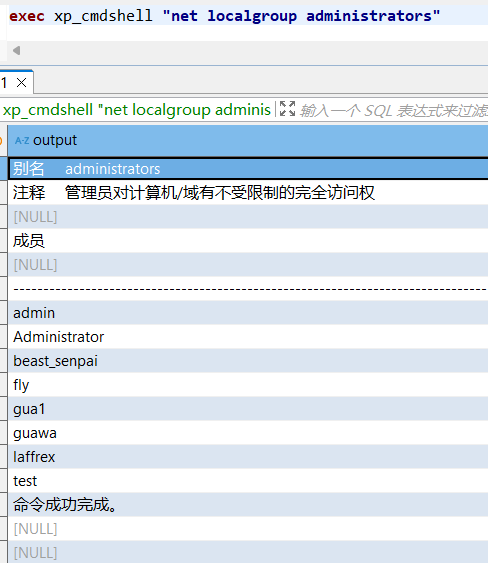 exec xp_cmdshell "net localgroup administrators"
1 ×
xp_cmdshell "net localgroup adminis 输入一个 SQL 表达式来过滤
A-Z output
别名 administrators
注释 管理员对计算机/域有不受限制的完全访问权
[NULL]
成员
[NULL]
-------------------------------------------------------------------------------
admin
Administrator
beast_senpai
fly
gua1
guawa
laffrex
test
命令成功完成。
[NULL]
[NULL]